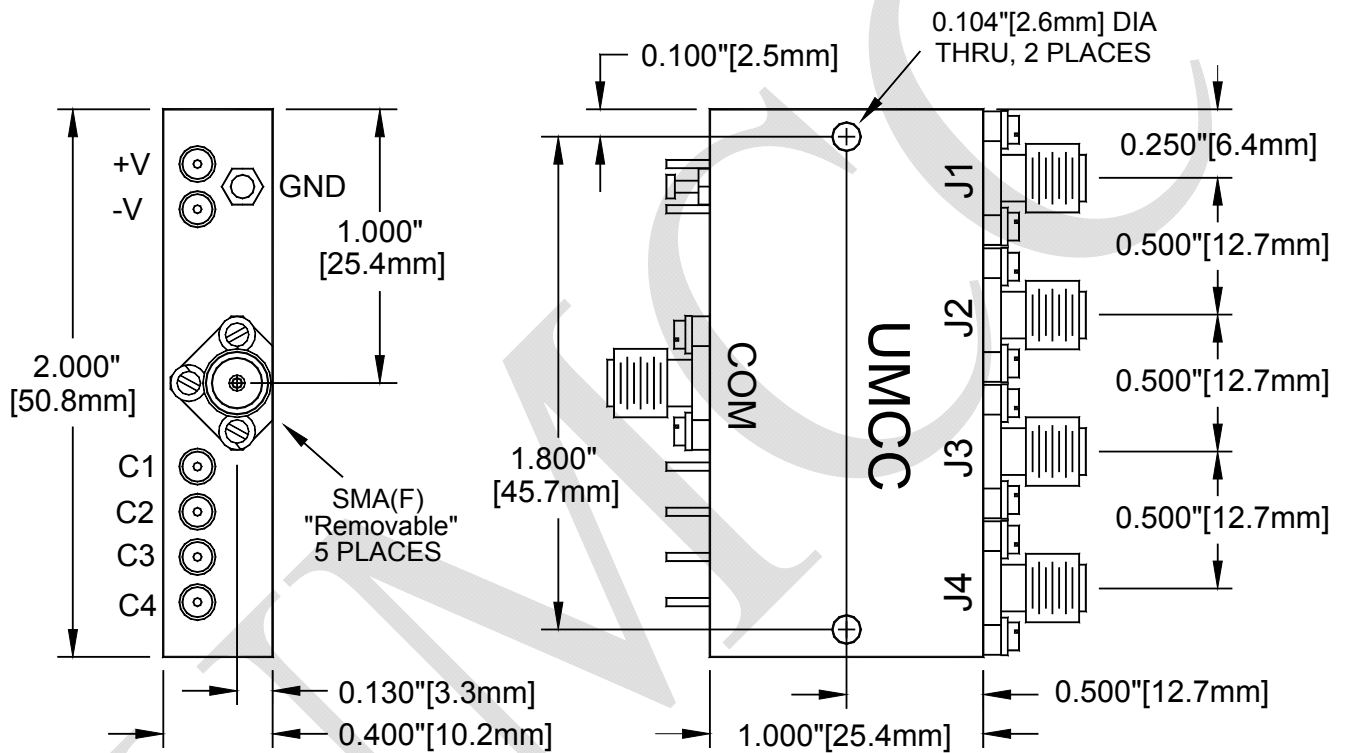 0.104"[2.6mm] DIA
THRU, 2 PLACES
0.100"[2.5mm]
+V
-V
GND
1.000"
[25.4mm]
2.000"
[50.8mm]
C1
C2
C3
C4
SMA(F)
"Removable"
5 PLACES
0.130"[3.3mm]
0.400"[10.2mm]
COM
UMCC
1.800"
[45.7mm]
J1
J2
J3
J4
0.250"[6.4mm]
0.500"[12.7mm]
0.500"[12.7mm]
0.500"[12.7mm]
0.500"[12.7mm]
1.000"[25.4mm]
UMCC